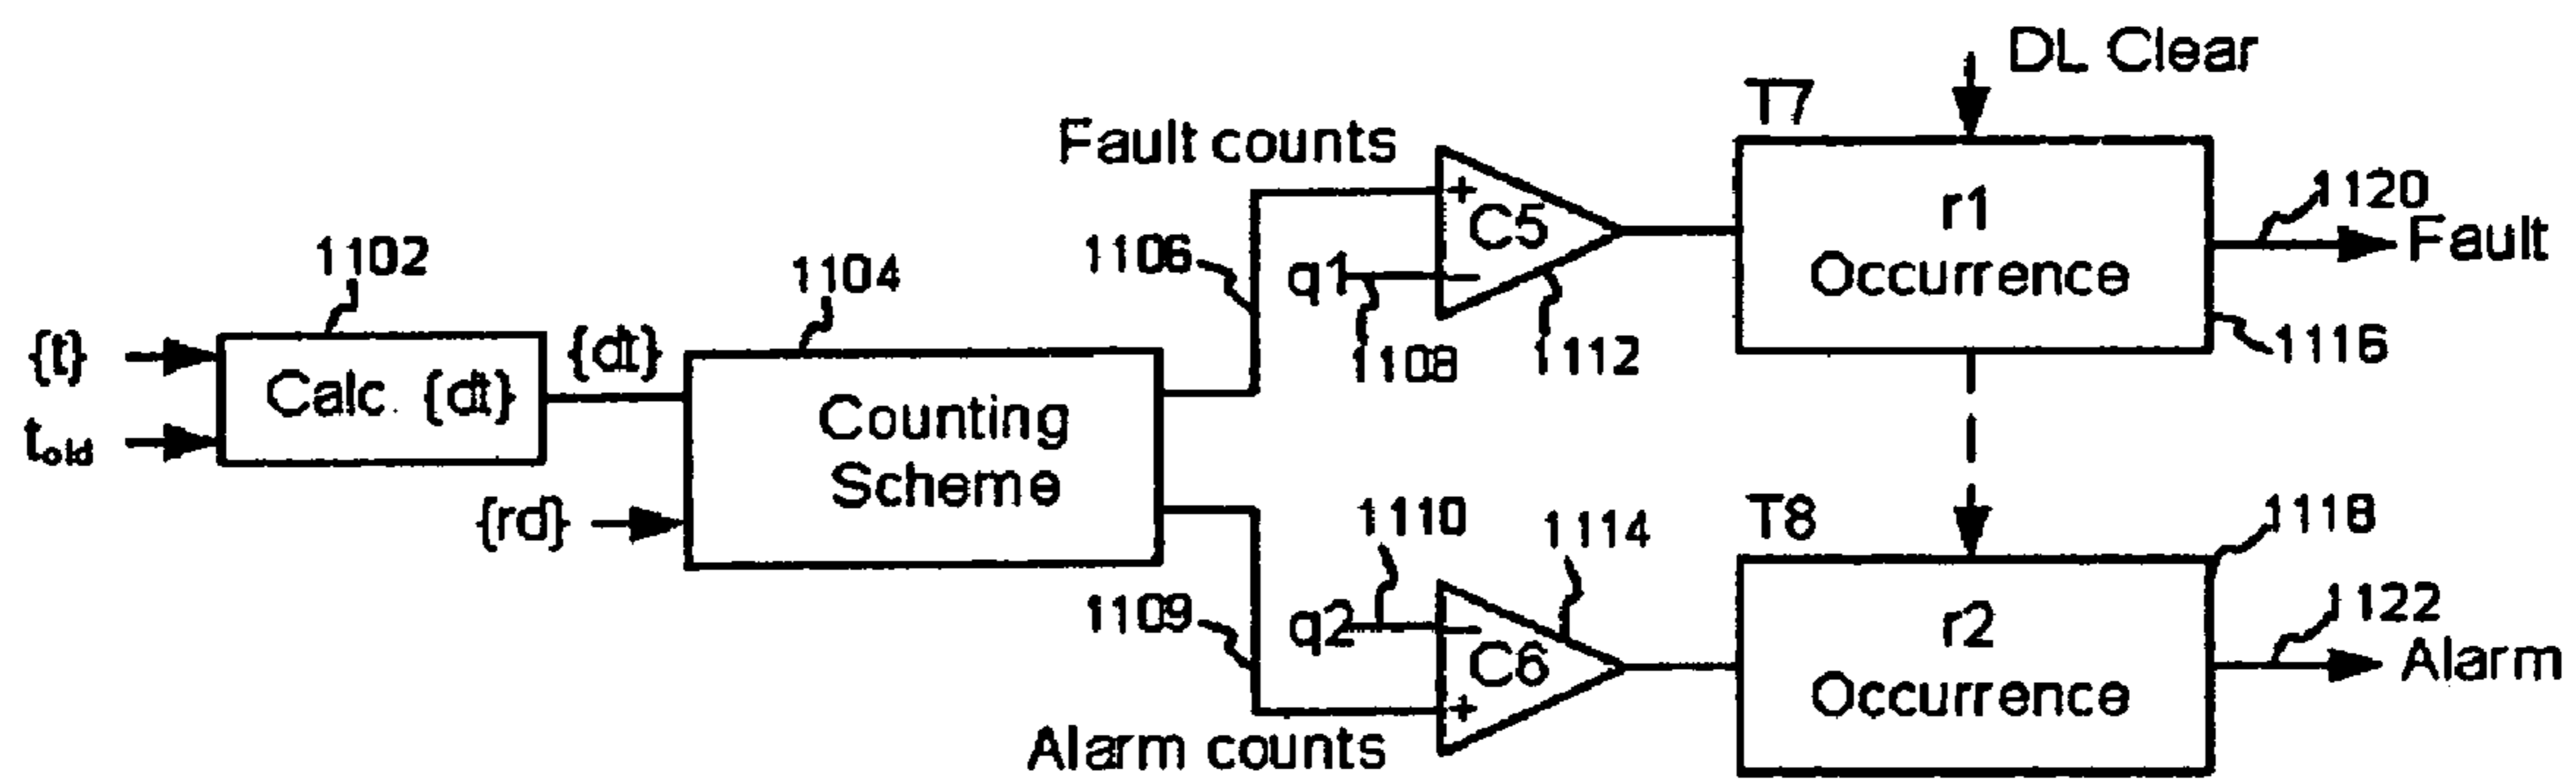 DL Clear
T7
Fault counts
+
C5
r1
Occurrence
1120
Fault
1102
1104
1106
q1
−
1108
1112
1116
{t}
t_old
Calc. {dt}
{dt}
Counting
Scheme
{rd}
1110
1114
T8
1118
1109
q2
−
C6
+
r2
Occurrence
1122
Alarm
Alarm counts